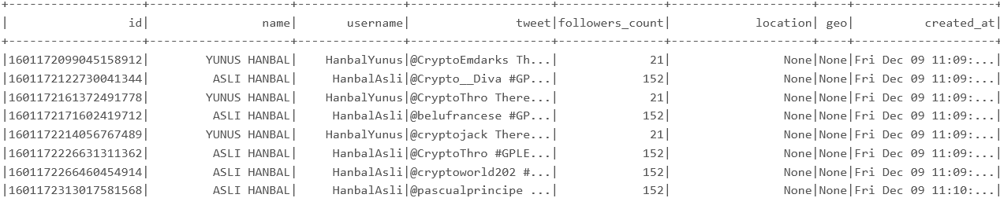 +-------------------+---------------+-----------+--------------------+---------------+--------+----+--------------------+
|                 id|           name|   username|               tweet|followers_count|location| geo|          created_at|
+-------------------+---------------+-----------+--------------------+---------------+--------+----+--------------------+
|1601172099045158912|   YUNUS HANBAL|HanbalYunus|@CryptoEmdarks Th...|             21|    None|None|Fri Dec 09 11:09:...|
|1601172122730041344|    ASLI HANBAL| HanbalAsli|@Crypto__Diva #GP...|            152|    None|None|Fri Dec 09 11:09:...|
|1601172161372491778|   YUNUS HANBAL|HanbalYunus|@CryptoThro There...|             21|    None|None|Fri Dec 09 11:09:...|
|1601172171602419712|    ASLI HANBAL| HanbalAsli|@belufrancese #GP...|            152|    None|None|Fri Dec 09 11:09:...|
|1601172214056767489|   YUNUS HANBAL|HanbalYunus|@cryptojack There...|             21|    None|None|Fri Dec 09 11:09:...|
|1601172226631311362|    ASLI HANBAL| HanbalAsli|@CryptoThro #GPLE...|            152|    None|None|Fri Dec 09 11:09:...|
|1601172266460454914|    ASLI HANBAL| HanbalAsli|@cryptoworld202 #...|            152|    None|None|Fri Dec 09 11:09:...|
|1601172313017581568|    ASLI HANBAL| HanbalAsli|@pascualprincipe ...|            152|    None|None|Fri Dec 09 11:10:...|